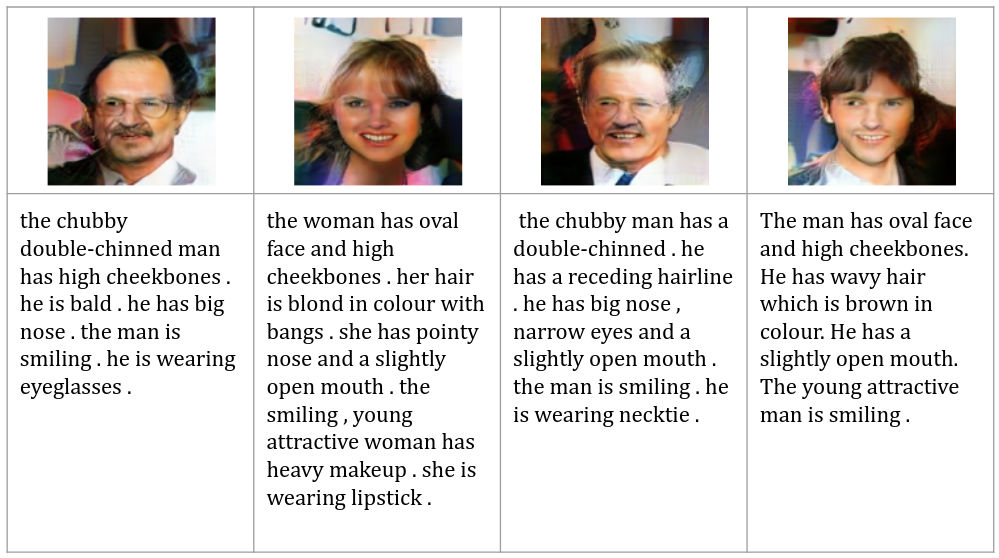 the chubby
double-chinned man
has high cheekbones .
he is bald . he has big
nose . the man is
smiling . he is wearing
eyeglasses .
the woman has oval
face and high
cheekbones . her hair
is blond in colour with
bangs . she has pointy
nose and a slightly
open mouth . the
smiling , young
attractive woman has
heavy makeup . she is
wearing lipstick .
the chubby man has a
double-chinned . he
has a receding hairline
. he has big nose ,
narrow eyes and a
slightly open mouth .
the man is smiling . he
is wearing necktie .
The man has oval face
and high cheekbones.
He has wavy hair
which is brown in
colour. He has a
slightly open mouth.
The young attractive
man is smiling .